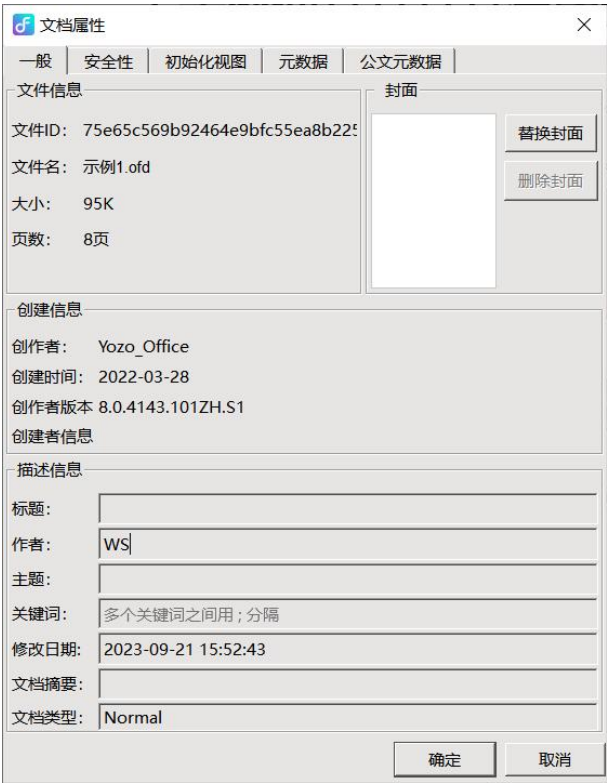 文档属性
一般 安全性 初始化视图 元数据 公文元数据
文件信息
文件ID： 75e65c569b92464e9bfc55ea8b225
文件名： 示例1.ofd
大小： 95K
页数： 8页
封面
替换封面
删除封面
创建信息
创作者： Yozo_Office
创建时间： 2022-03-28
创作者版本 8.0.4143.101ZH.S1
创建者信息
描述信息
标题：
作者： WS
主题：
关键词： 多个关键词之间用 ; 分隔
修改日期： 2023-09-21 15:52:43
文档摘要：
文档类型： Normal
确定 取消